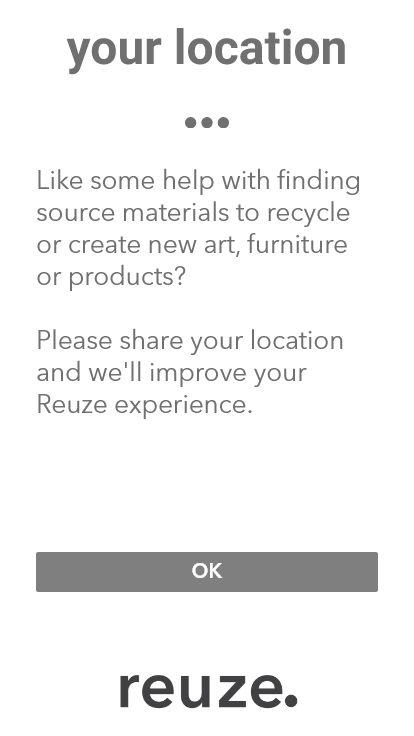 your location
Like some help with finding
source materials to recycle
or create new art, furniture
or products?
Please share your location
and we'll improve your
Reuze experience.
OK
reuze.